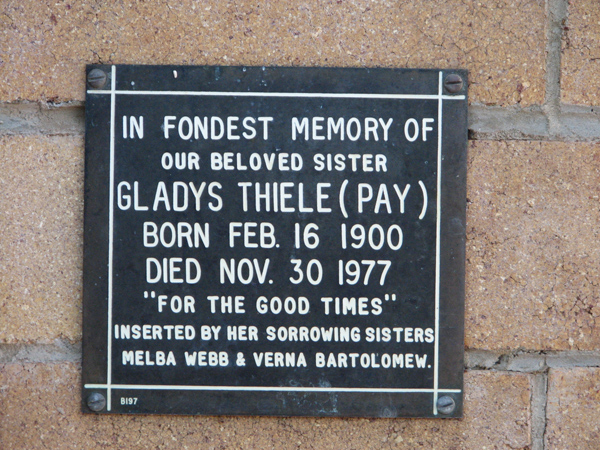 IN FONDEST MEMORY OF
OUR BELOVED SISTER
GLADYS THIELE (PAY)
BORN FEB. 16 1900
DIED NOV. 30 1977
"FOR THE GOOD TIMES"
INSERTED BY HER SORROWING SISTERS
MELBA WEBB & VERNA BARTOLOMEW.
B197